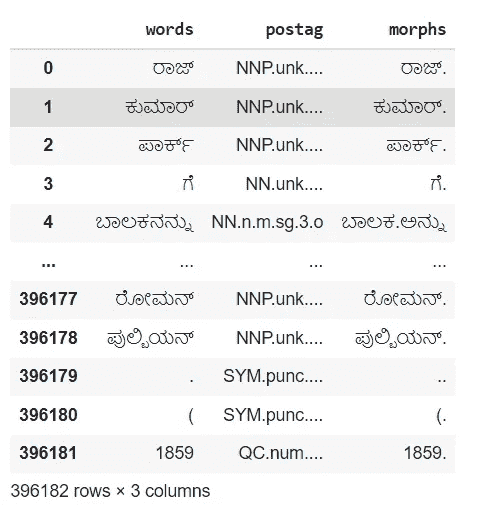 words postag morphs
0 ರಾಜ್ NNP.unk.... ರಾಜ್.
1 ಕುಮಾರ್ NNP.unk.... ಕುಮಾರ್.
2 ಪಾರ್ಕ್ NNP.unk.... ಪಾರ್ಕ್.
3 ಗೆ NN.unk.... ಗೆ.
4 ಬಾಲಕನನ್ನು NN.n.m.sg.3.o ಬಾಲಕ.ಅನ್ನು
... ... ... ...
396177 ರೋಮನ್ NNP.unk.... ರೋಮನ್.
396178 ಪುಲ್ಬಿಯನ್ NNP.unk.... ಪುಲ್ಬಿಯನ್.
396179 . SYM.punc.... ..
396180 ( SYM.punc.... (.
396181 1859 QC.num.... 1859.
396182 rows × 3 columns